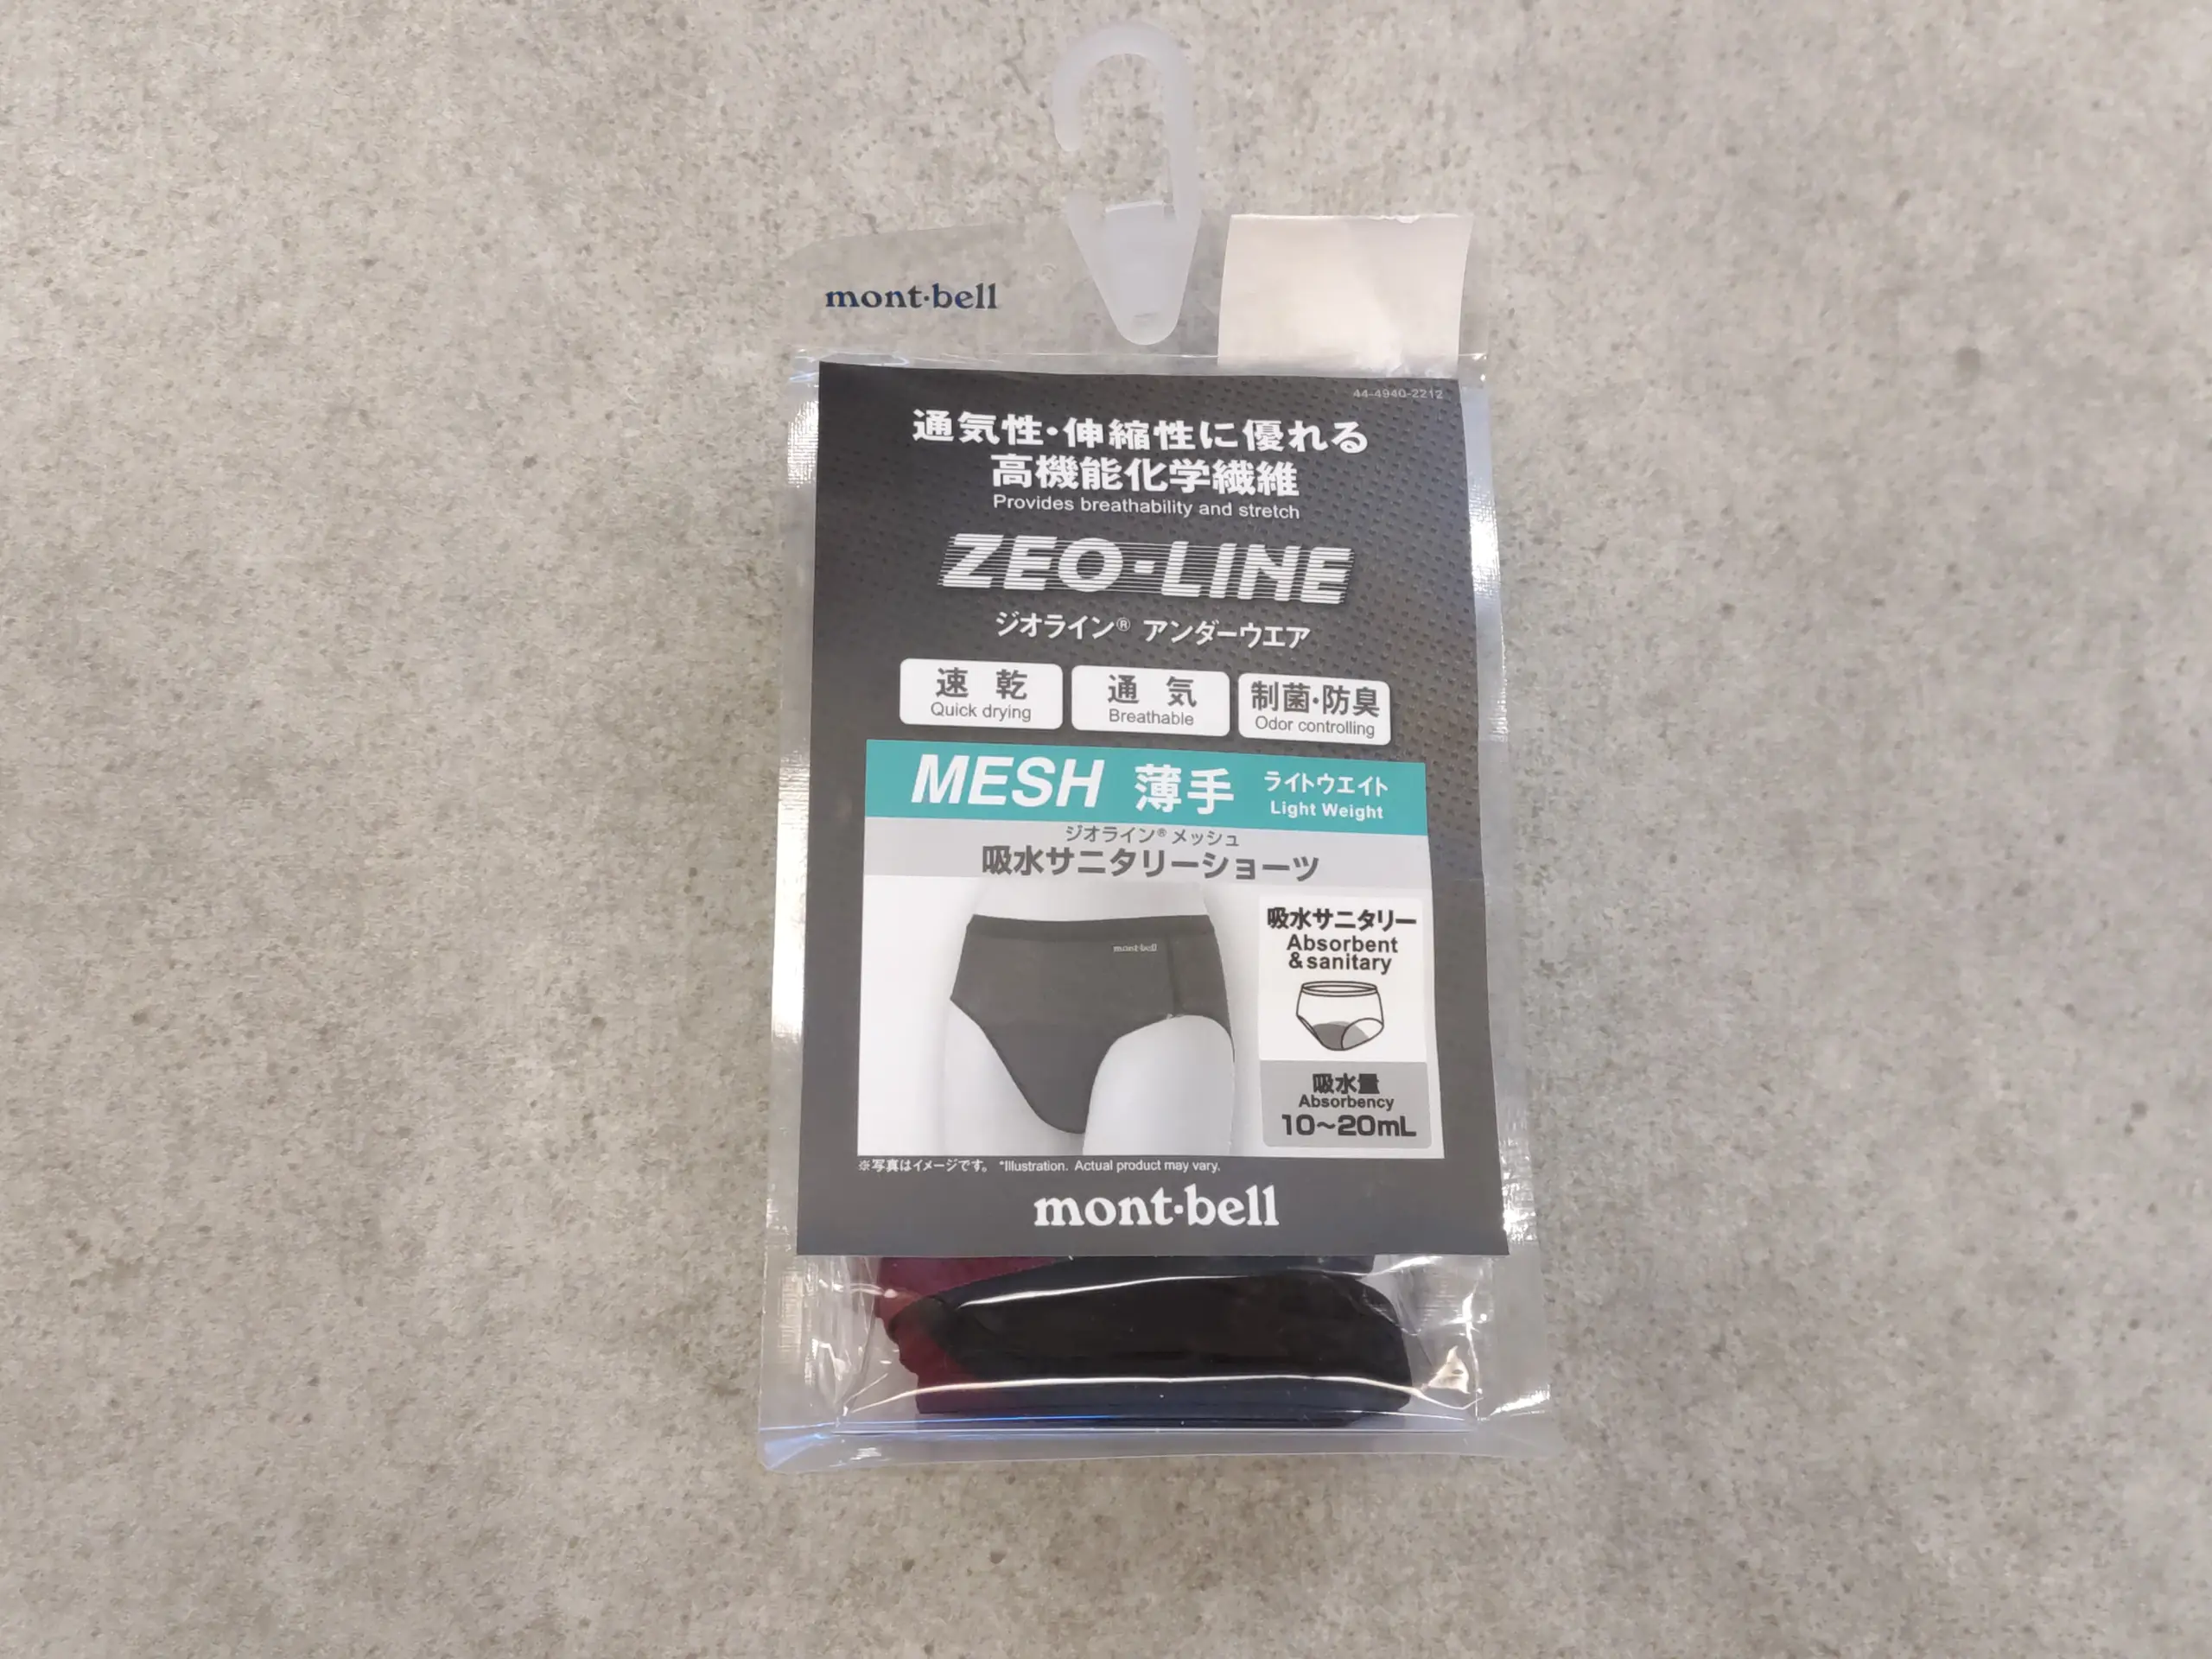 mont·bell
44-4940-2212
通気性・伸縮性に優れる
高機能化学繊維
Provides breathability and stretch
ZEO-LINE
ジオライン® アンダーウエア
速乾
Quick drying
通気
Breathable
制菌・防臭
Odor controlling
MESH 薄手 ライトウエイト
Light Weight
ジオライン® メッシュ
吸水サニタリーショーツ
mont·bell
吸水サニタリー
Absorbent
& sanitary
吸水量
Absorbency
10～20mL
※写真はイメージです。 *Illustration. Actual product may vary.
mont·bell